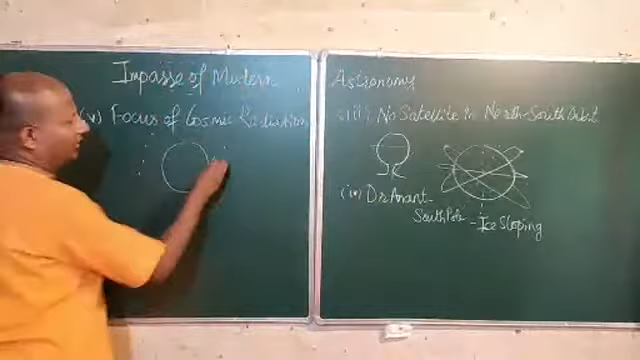 Impasse of Modern Astronomy
(v) Focus of Cosmic Radiation
(iii) No Satellite in North-South Orbit
(iv) Dr Anant-
South Pole - Ice Sloping